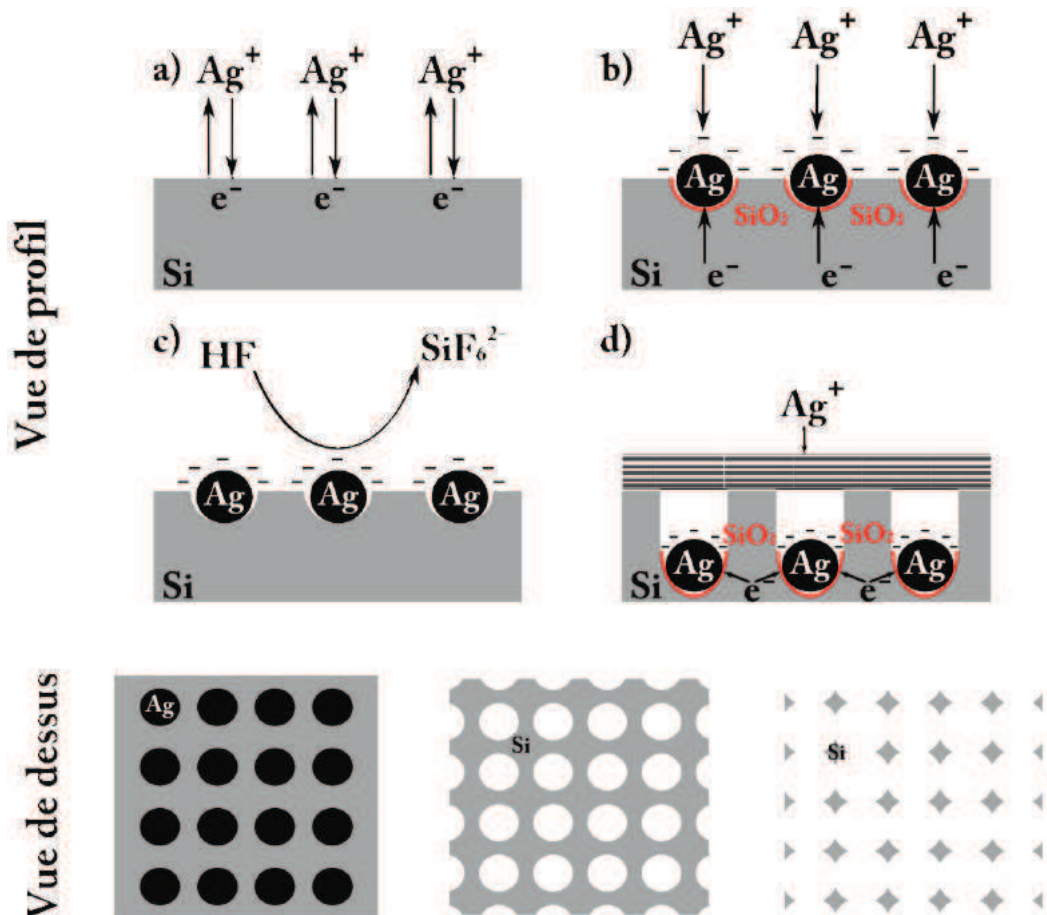 a)
Ag+ Ag+ Ag+
e− e− e−
Si
b)
Ag+ Ag+ Ag+
Ag Ag Ag
SiO2 SiO2
e− e− e−
Si
Vue de profil
c)
HF SiF6 2−
Ag Ag Ag
Si
d)
Ag+
SiO2 SiO2
Ag Ag Ag
e− e−
Si
Vue de dessus
Ag
Si
Si